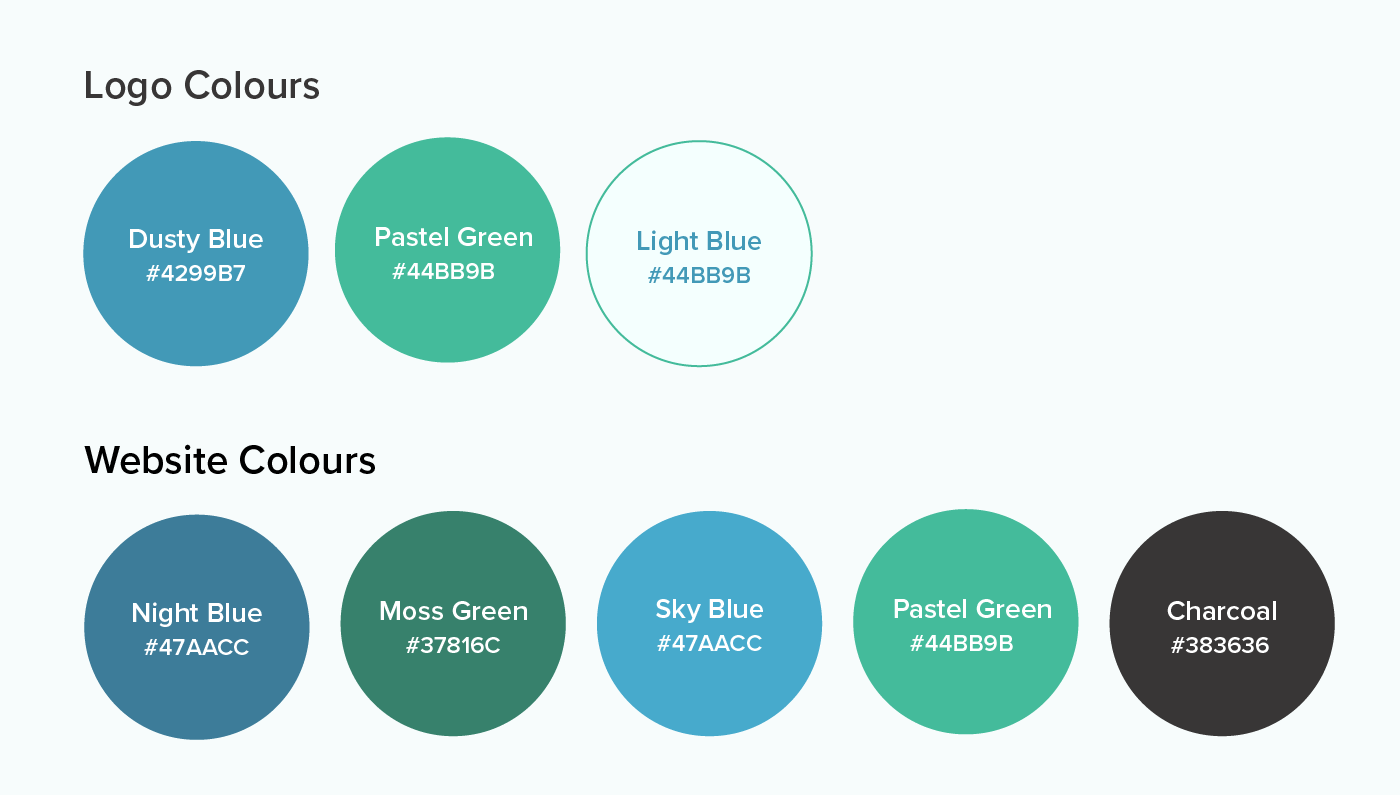 Logo Colours
Dusty Blue
#4299B7
Pastel Green
#44BB9B
Light Blue
#44BB9B
Website Colours
Night Blue
#47AACC
Moss Green
#37816C
Sky Blue
#47AACC
Pastel Green
#44BB9B
Charcoal
#383636